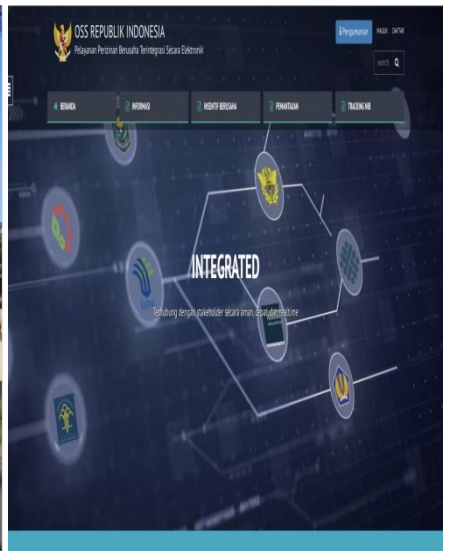 OSS REPUBLIK INDONESIA
Pelayanan Perizinan Berusaha Terintegrasi Secara Elektronik
Pengumuman MASUK DAFTAR
search
BERANDA
INFORMASI
INSENTIF BERUSAHA
PEMANTAUAN
TRACKING NIB
INTEGRATED
Terhubung dengan stakeholder secara aman, cepat, dan realtime